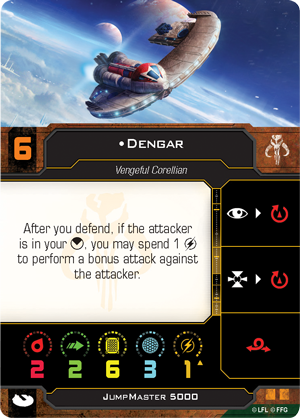 6
•Dengar
Vengeful Corellian
After you defend, if the attacker
is in your , you may spend 1
to perform a bonus attack against
the attacker.
2 2 6 3 1
JumpMaster 5000
© LFL © FFG